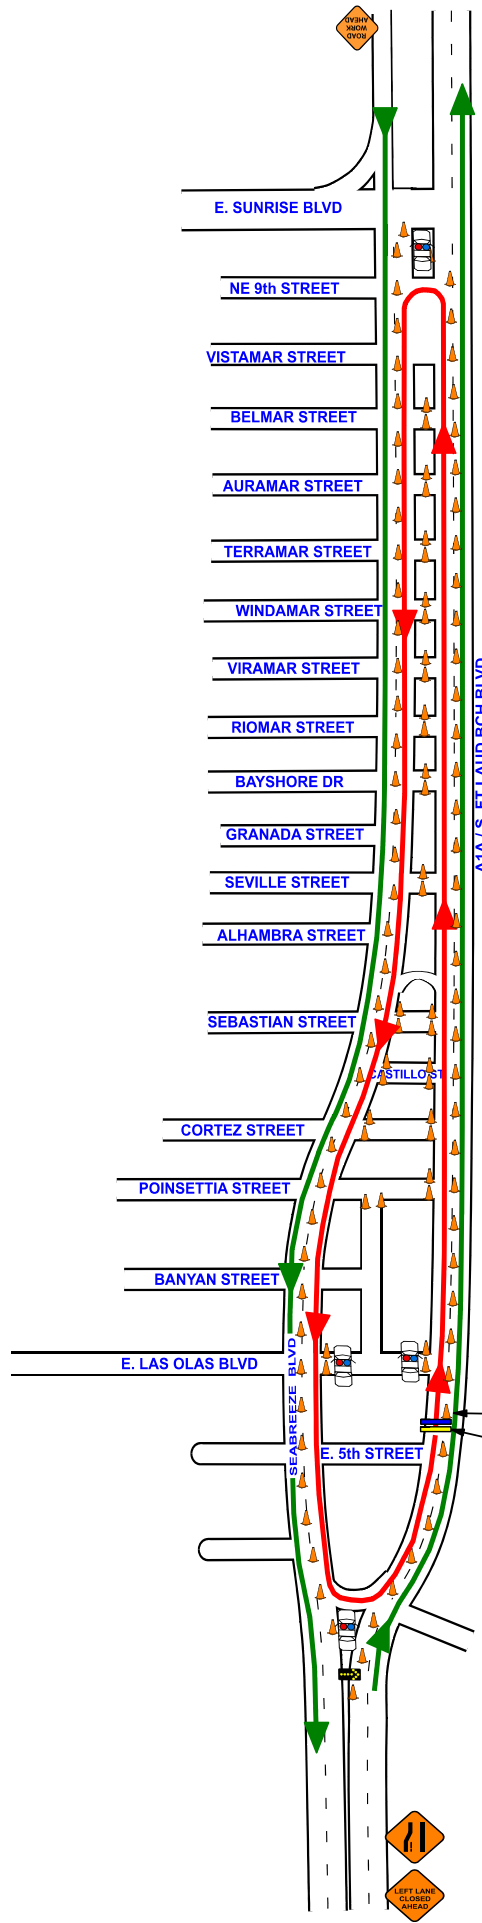 ROAD
WORK
AHEAD
E. SUNRISE BLVD
NE 9th STREET
VISTAMAR STREET
BELMAR STREET
AURAMAR STREET
TERRAMAR STREET
WINDAMAR STREET
VIRAMAR STREET
RIOMAR STREET
BAYSHORE DR
GRANADA STREET
SEVILLE STREET
ALHAMBRA STREET
A1A / S. FT LAUD BCH BLVD
SEBASTIAN STREET
CASTILLO ST
CORTEZ STREET
POINSETTIA STREET
BANYAN STREET
E. LAS OLAS BLVD
SEABREEZE BLVD
E. 5th STREET
LEFT LANE
CLOSED
AHEAD